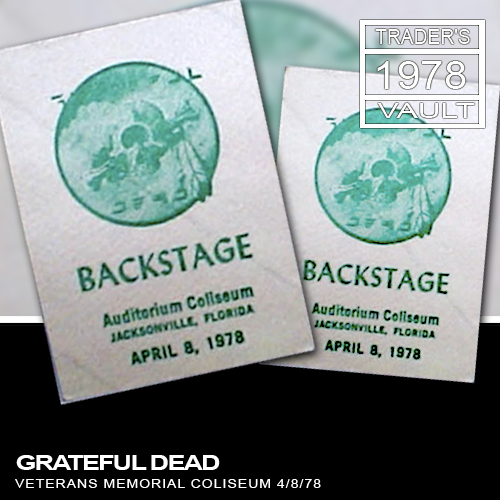 TRADER'S
1978
VAULT
BACKSTAGE
Auditorium Coliseum
JACKSONVILLE, FLORIDA
APRIL 8, 1978
BACKSTAGE
Auditorium Coliseum
JACKSONVILLE, FLORIDA
APRIL 8, 1978
GRATEFUL DEAD
VETERANS MEMORIAL COLISEUM 4/8/78